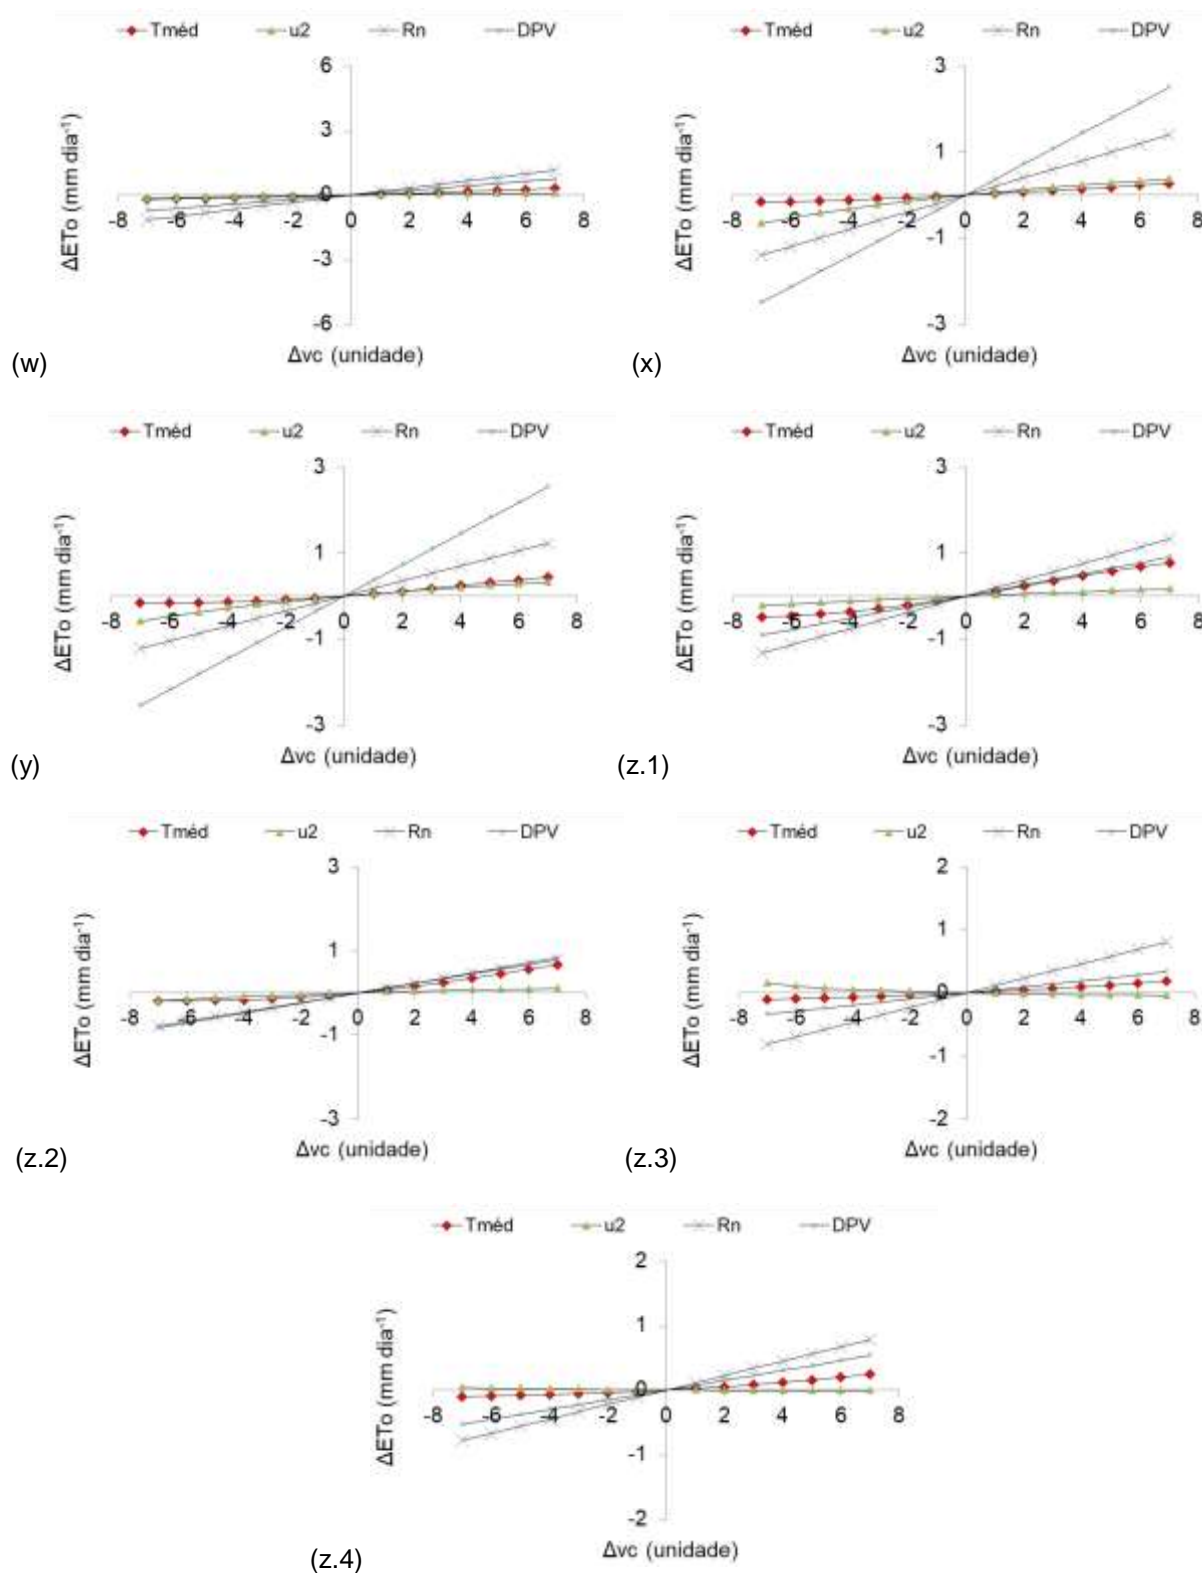 Tméd u2 Rn DPV
6
3
0
-8 -6 -4 -2 0 2 4 6 8
-3
-6
ΔETo (mm dia⁻¹)
Δvc (unidade)
(w)
Tméd u2 Rn DPV
3
1
-8 -6 -4 -2 0 2 4 6 8
-1
-3
ΔETo (mm dia⁻¹)
Δvc (unidade)
(x)
Tméd u2 Rn DPV
3
1
-8 -6 -4 -2 0 2 4 6 8
-1
-3
ΔETo (mm dia⁻¹)
Δvc (unidade)
(y)
Tméd u2 Rn DPV
3
1
-8 -6 -4 -2 0 2 4 6 8
-1
-3
ΔETo (mm dia⁻¹)
Δvc (unidade)
(z.1)
Tméd u2 Rn DPV
3
1
-8 -6 -4 -2 0 2 4 6 8
-1
-3
ΔETo (mm dia⁻¹)
Δvc (unidade)
(z.2)
Tméd u2 Rn DPV
2
1
0
-8 -6 -4 -2 0 2 4 6 8
-1
-2
ΔETo (mm dia⁻¹)
Δvc (unidade)
(z.3)
Tméd u2 Rn DPV
2
1
0
-8 -6 -4 -2 0 2 4 6 8
-1
-2
ΔETo (mm dia⁻¹)
Δvc (unidade)
(z.4)